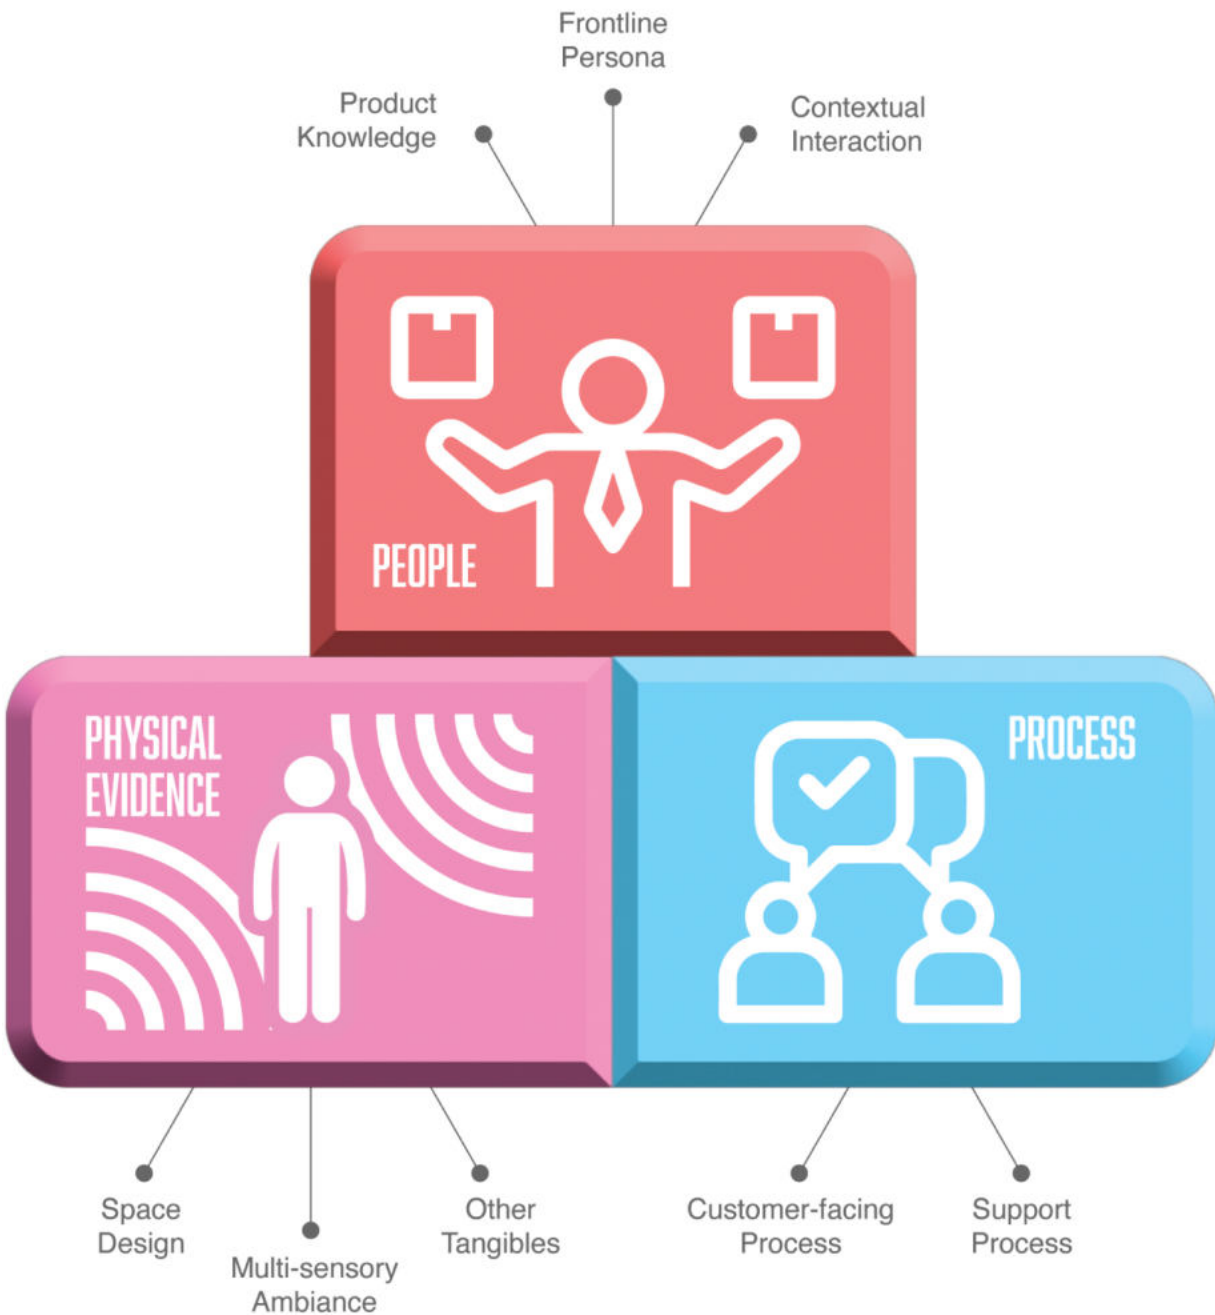 Frontline
Persona
Product
Knowledge
Contextual
Interaction
PEOPLE
PHYSICAL
EVIDENCE
PROCESS
Space
Design
Multi-sensory
Ambiance
Other
Tangibles
Customer-facing
Process
Support
Process